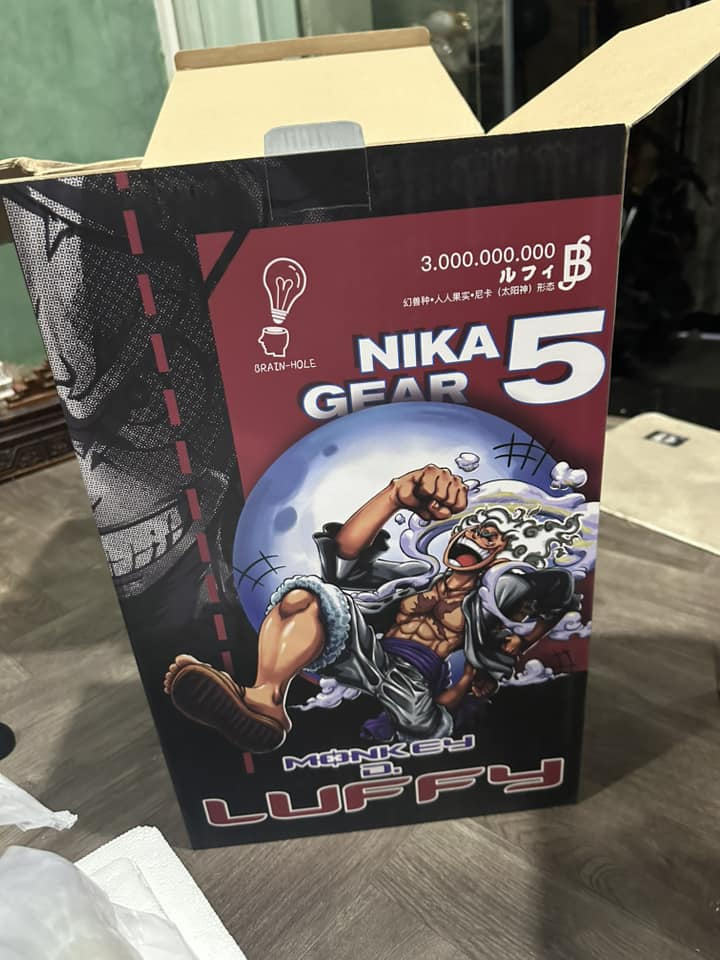 3.000.000.000
ルフィ
幻兽种•人人果实•尼卡（太阳神）形态
BRAIN-HOLE
NIKA
GEAR 5
MONKEY
D.
LUFFY